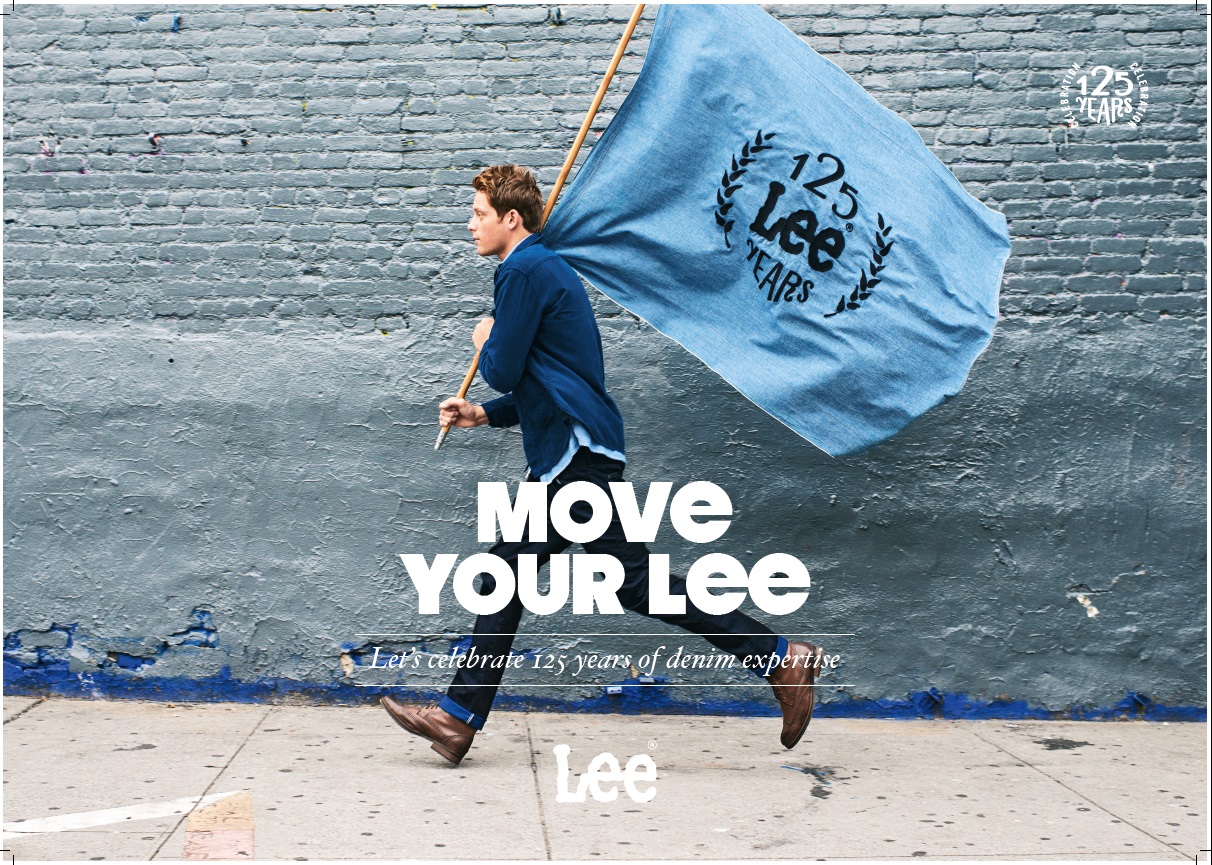 CELEBRATION
125
YEARS
CELEBRATION
125
Lee®
YEARS
MOVE
YOUR Lee
Let's celebrate 125 years of denim expertise
Lee®